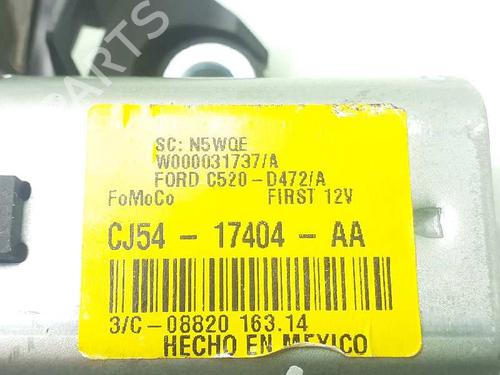 SC: N5WQE
W000031737/A
FORD C520-D472/A
FoMoCo FIRST 12V
CJ54 - 17404 - AA
3/C-08820 163.14
HECHO EN MEXICO
PARTS